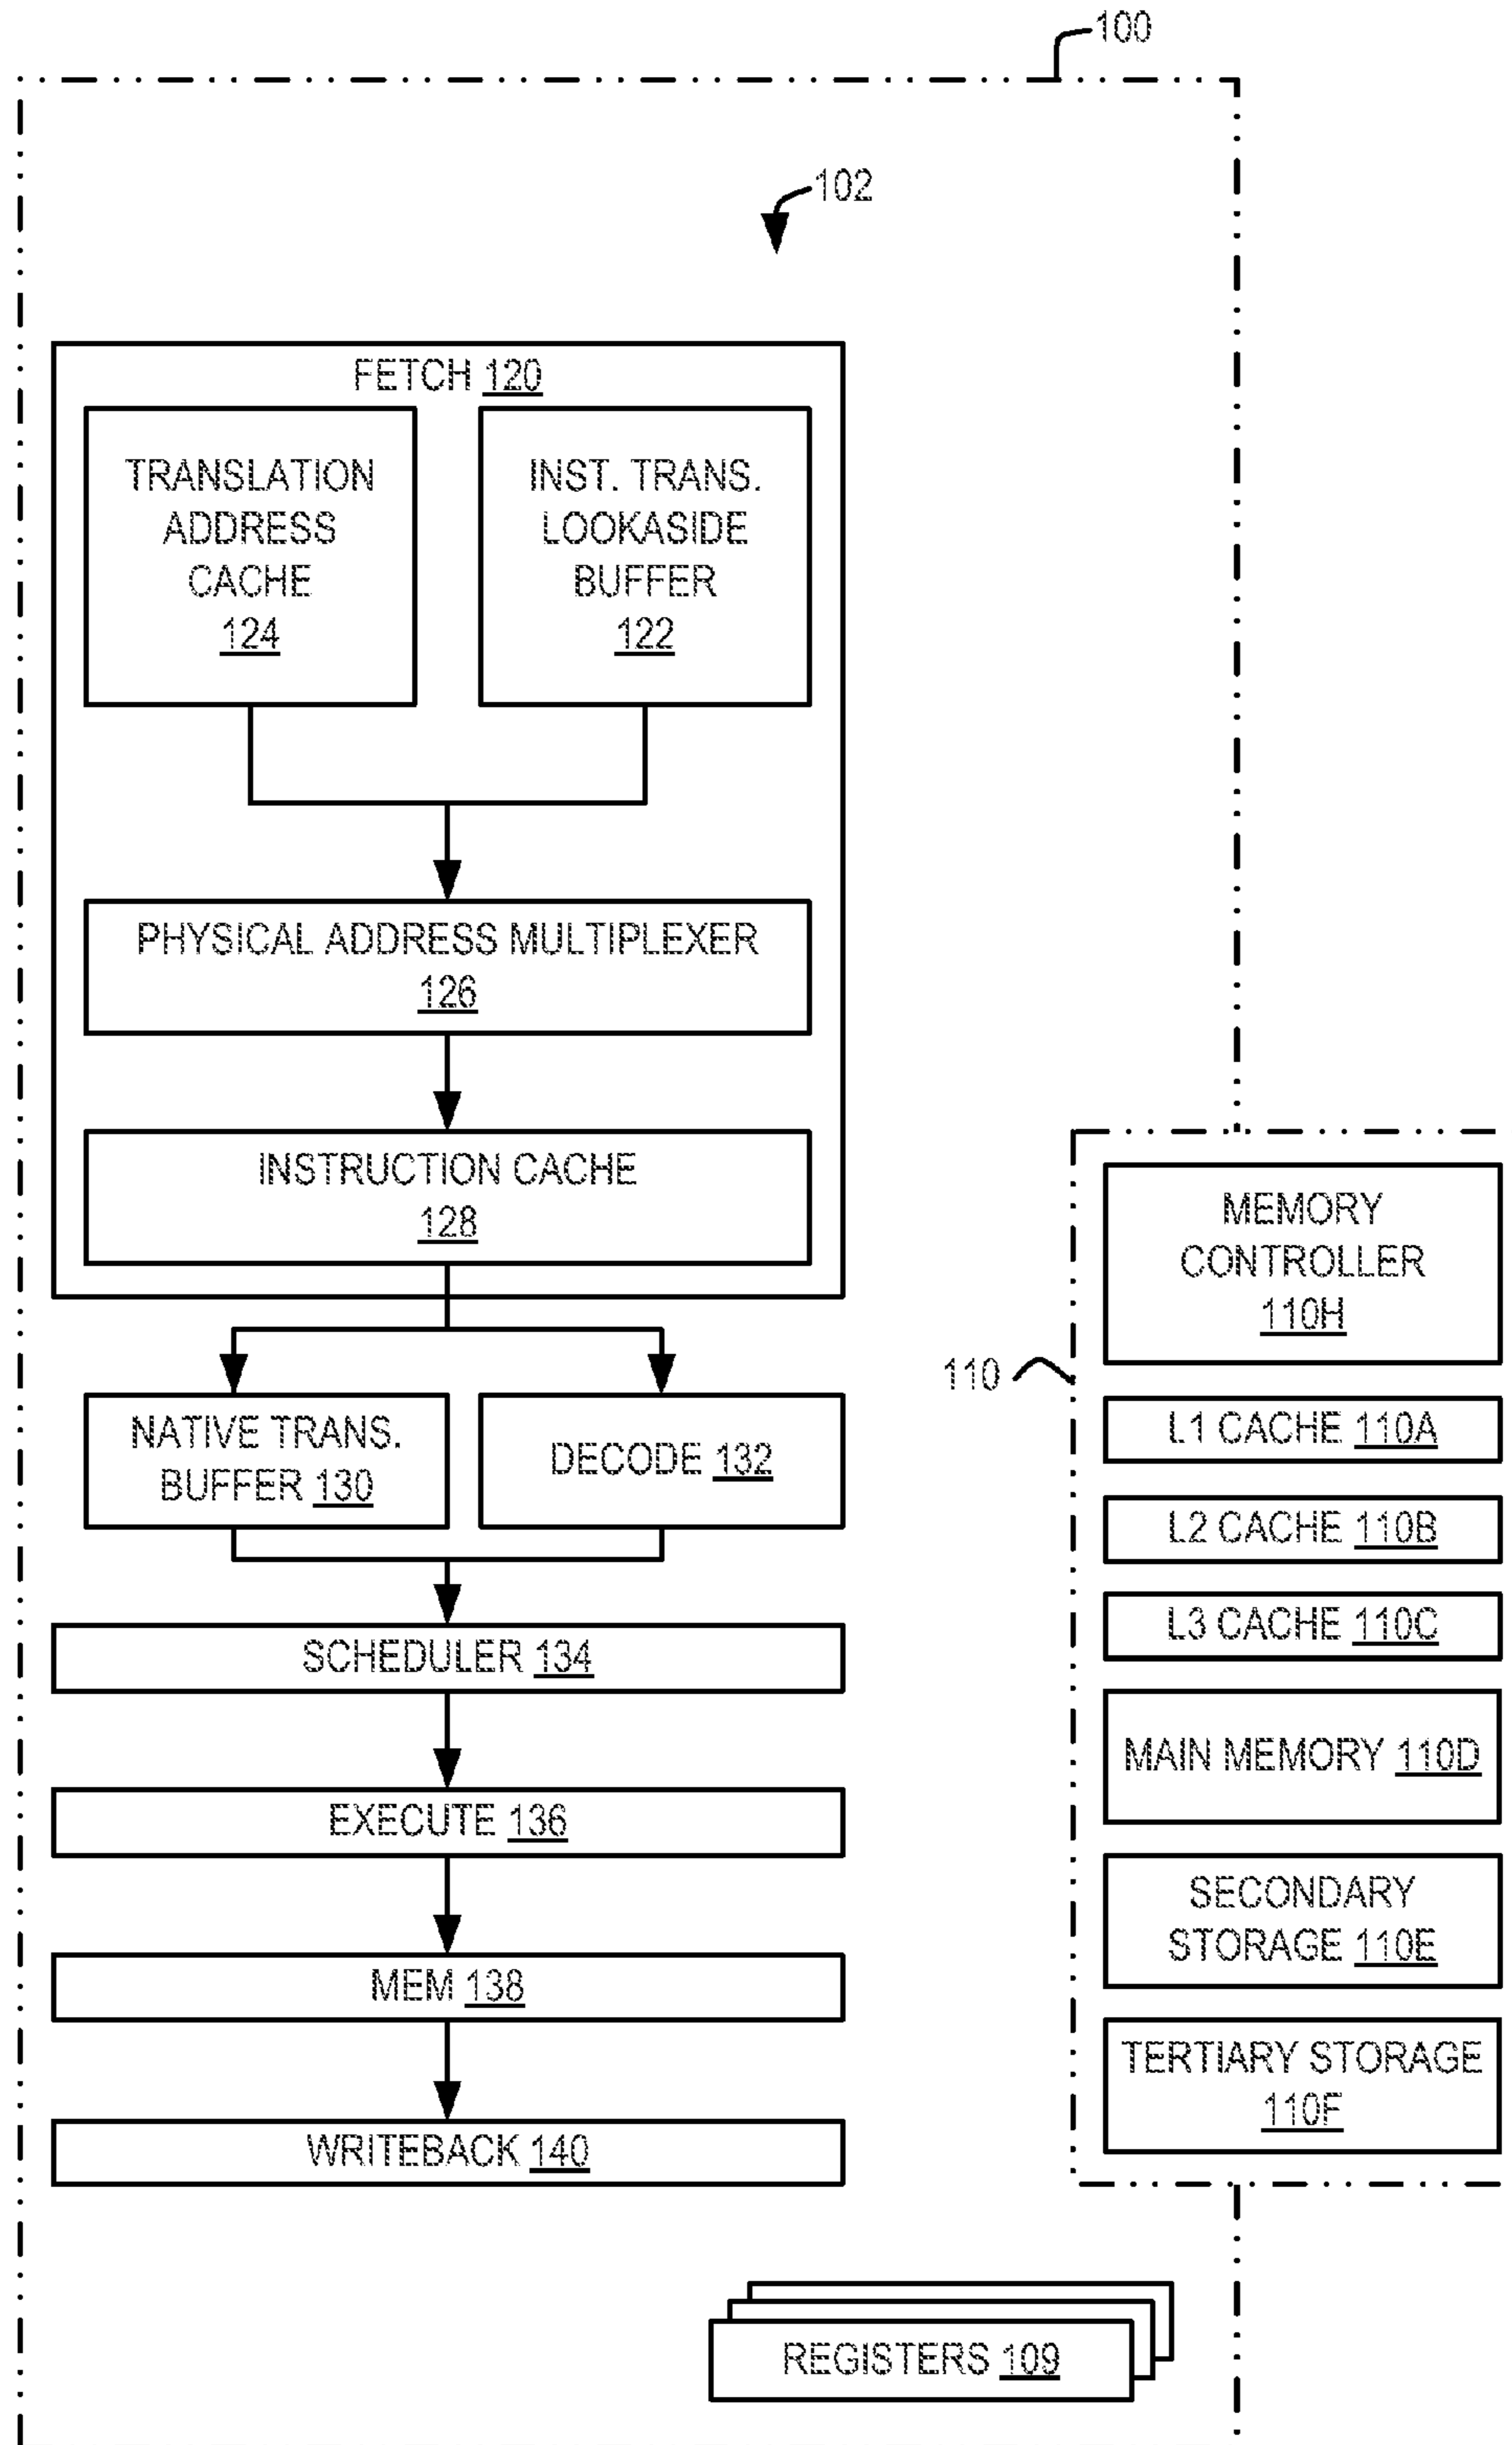 100
102
FETCH 120
TRANSLATION
ADDRESS
CACHE
124
INST. TRANS.
LOOKASIDE
BUFFER
122
PHYSICAL ADDRESS MULTIPLEXER
126
INSTRUCTION CACHE
128
NATIVE TRANS.
BUFFER 130
DECODE 132
SCHEDULER 134
EXECUTE 136
MEM 138
WRITEBACK 140
110
MEMORY
CONTROLLER
110H
L1 CACHE 110A
L2 CACHE 110B
L3 CACHE 110C
MAIN MEMORY 110D
SECONDARY
STORAGE 110E
TERTIARY STORAGE
110F
REGISTERS 109